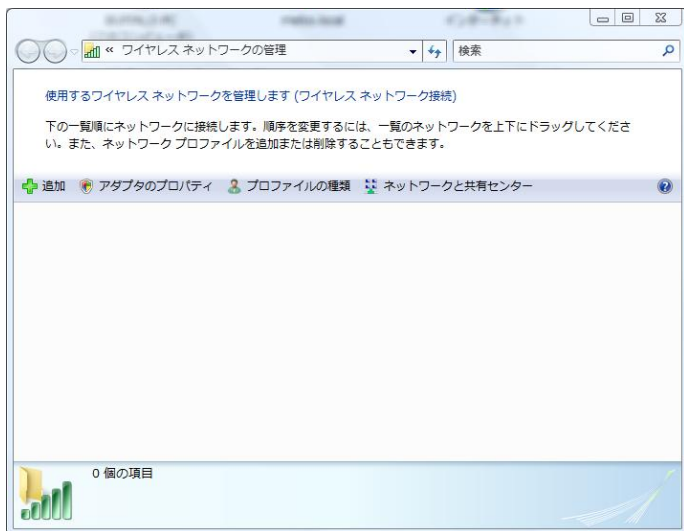 « ワイヤレス ネットワークの管理
検索
使用するワイヤレス ネットワークを管理します (ワイヤレス ネットワーク接続)
下の一覧順にネットワークに接続します。順序を変更するには、一覧のネットワークを上下にドラッグしてくださ
い。また、ネットワーク プロファイルを追加または削除することもできます。
追加 アダプタのプロパティ プロファイルの種類 ネットワークと共有センター
0 個の項目